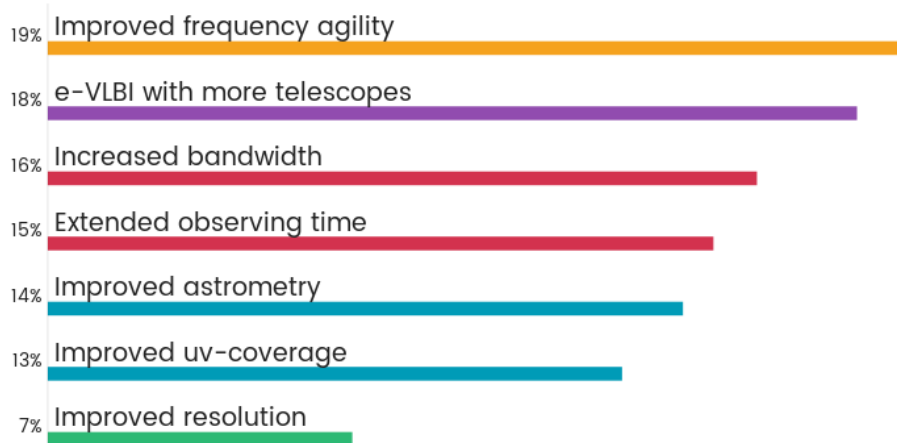 Improved frequency agility
19%
e-VLBI with more telescopes
18%
Increased bandwidth
16%
Extended observing time
15%
Improved astrometry
14%
Improved uv-coverage
13%
Improved resolution
7%